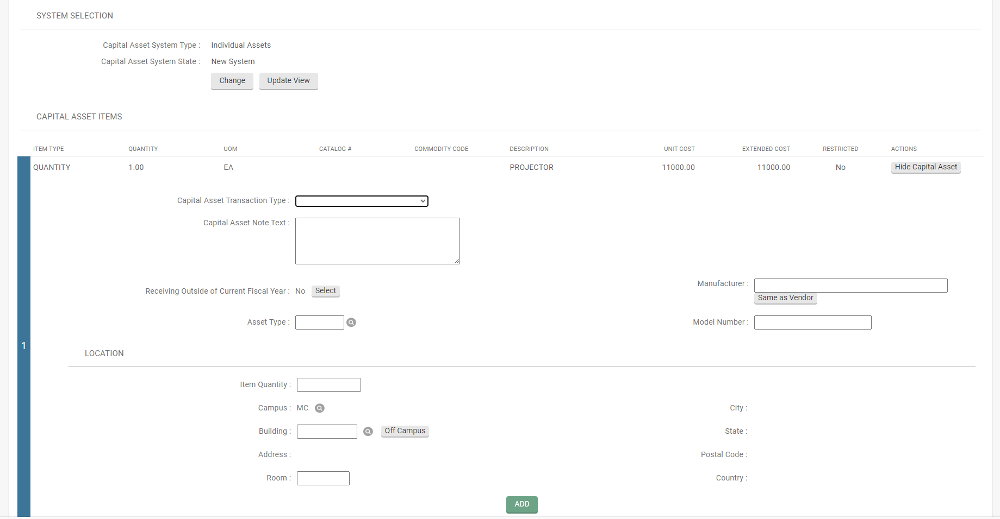 SYSTEM SELECTION
Capital Asset System Type : Individual Assets
Capital Asset System State : New System
Change Update View
CAPITAL ASSET ITEMS
ITEM TYPE QUANTITY UOM CATALOG # COMMODITY CODE DESCRIPTION UNIT COST EXTENDED COST RESTRICTED ACTIONS
QUANTITY 1.00 EA PROJECTOR 11000.00 11000.00 No Hide Capital Asset
Capital Asset Transaction Type :
Capital Asset Note Text :
Receiving Outside of Current Fiscal Year : No Select Manufacturer :
Same as Vendor
Asset Type : Model Number :
1
LOCATION
Item Quantity :
Campus : MC City :
Building : Off Campus State :
Address : Postal Code :
Room : Country :
ADD